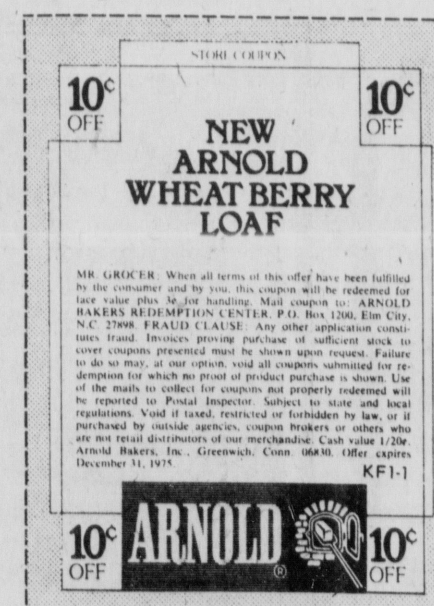 STORE COUPON
10¢ OFF
10¢ OFF
NEW
ARNOLD
WHEAT BERRY
LOAF
MR. GROCER: When all terms of this offer have been fulfilled
by the consumer and by you, this coupon will be redeemed for
face value plus 3¢ for handling. Mail coupon to: ARNOLD
BAKERS REDEMPTION CENTER, P.O. Box 1200, Elm City,
N.C. 27898. FRAUD CLAUSE: Any other application consti-
tutes fraud. Invoices proving purchase of sufficient stock to
cover coupons presented must be shown upon request. Failure
to do so may, at our option, void all coupons submitted for re-
demption for which no proof of product purchase is shown. Use
of the mails to collect for coupons not properly redeemed will
be reported to Postal Inspector. Subject to state and local
regulations. Void if taxed, restricted or forbidden by law, or if
purchased by outside agencies, coupon brokers or others who
are not retail distributors of our merchandise. Cash value 1/20¢.
Arnold Bakers, Inc., Greenwich, Conn. 06830. Offer expires
December 31, 1975.
KF1-1
10¢ OFF
ARNOLD®
10¢ OFF